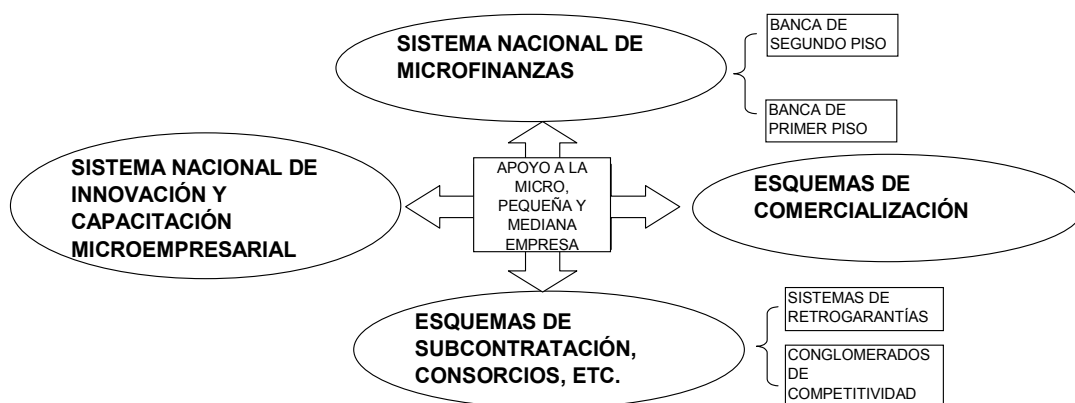 SISTEMA NACIONAL DE
MICROFINANZAS
BANCA DE
SEGUNDO PISO
BANCA DE
PRIMER PISO
SISTEMA NACIONAL DE
INNOVACIÓN Y
CAPACITACIÓN
MICROEMPRESARIAL
APOYO A LA
MICRO,
PEQUEÑA Y
MEDIANA
EMPRESA
ESQUEMAS DE
COMERCIALIZACIÓN
ESQUEMAS DE
SUBCONTRATACIÓN,
CONSORCIOS, ETC.
SISTEMAS DE
RETROGARANTÍAS
CONGLOMERADOS
DE
COMPETITIVIDAD